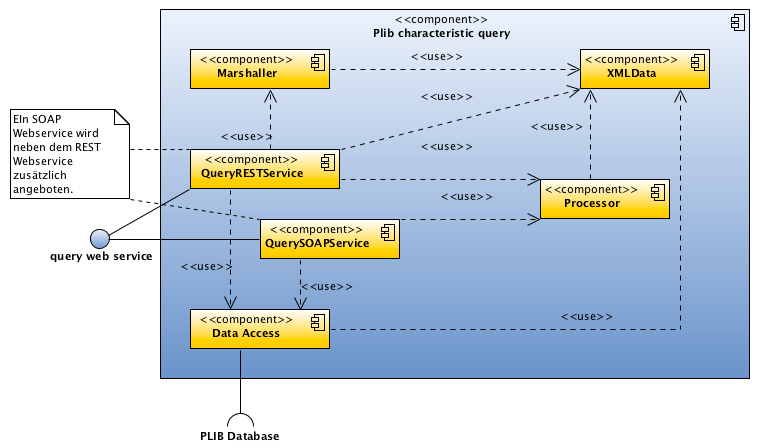 <<component>>
Plib characteristic query
<<component>>
Marshaller
<<use>>
<<component>>
XMLData
<<use>>
EIn SOAP
Webservice wird
neben dem REST
Webservice
zusätzlich
angeboten.
<<use>>
<<use>>
<<use>>
<<component>>
QueryRESTService
<<component>>
Processor
<<use>>
<<component>>
QuerySOAPService
query web service
<<use>>
<<use>>
<<component>>
Data Access
<<use>>
PLIB Database